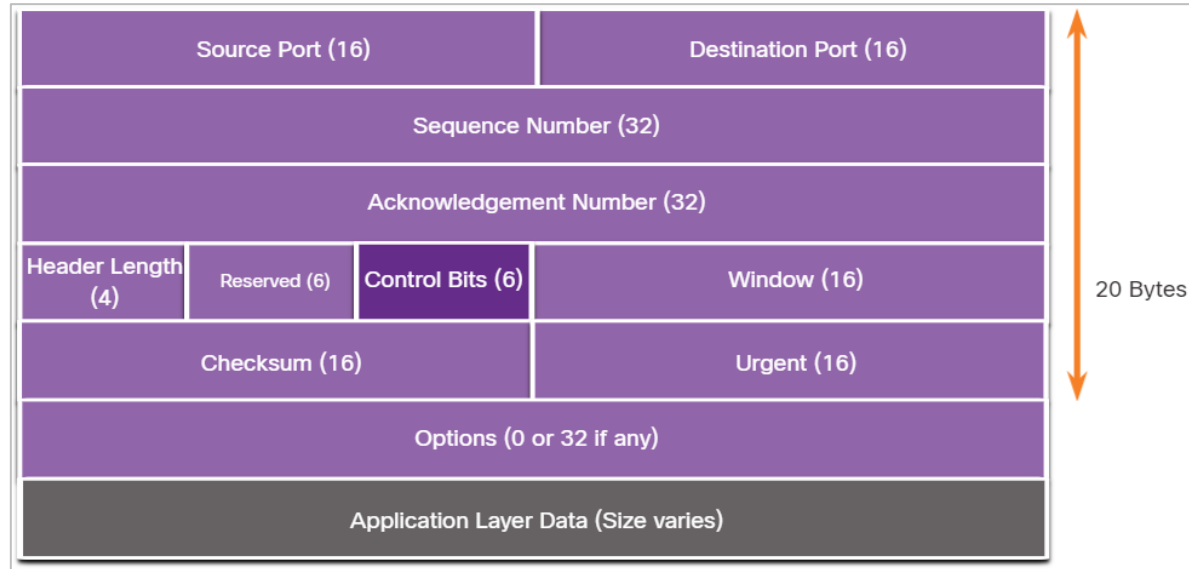 Source Port (16)
Destination Port (16)
Sequence Number (32)
Acknowledgement Number (32)
Header Length
(4)
Reserved (6)
Control Bits (6)
Window (16)
20 Bytes
Checksum (16)
Urgent (16)
Options (0 or 32 if any)
Application Layer Data (Size varies)